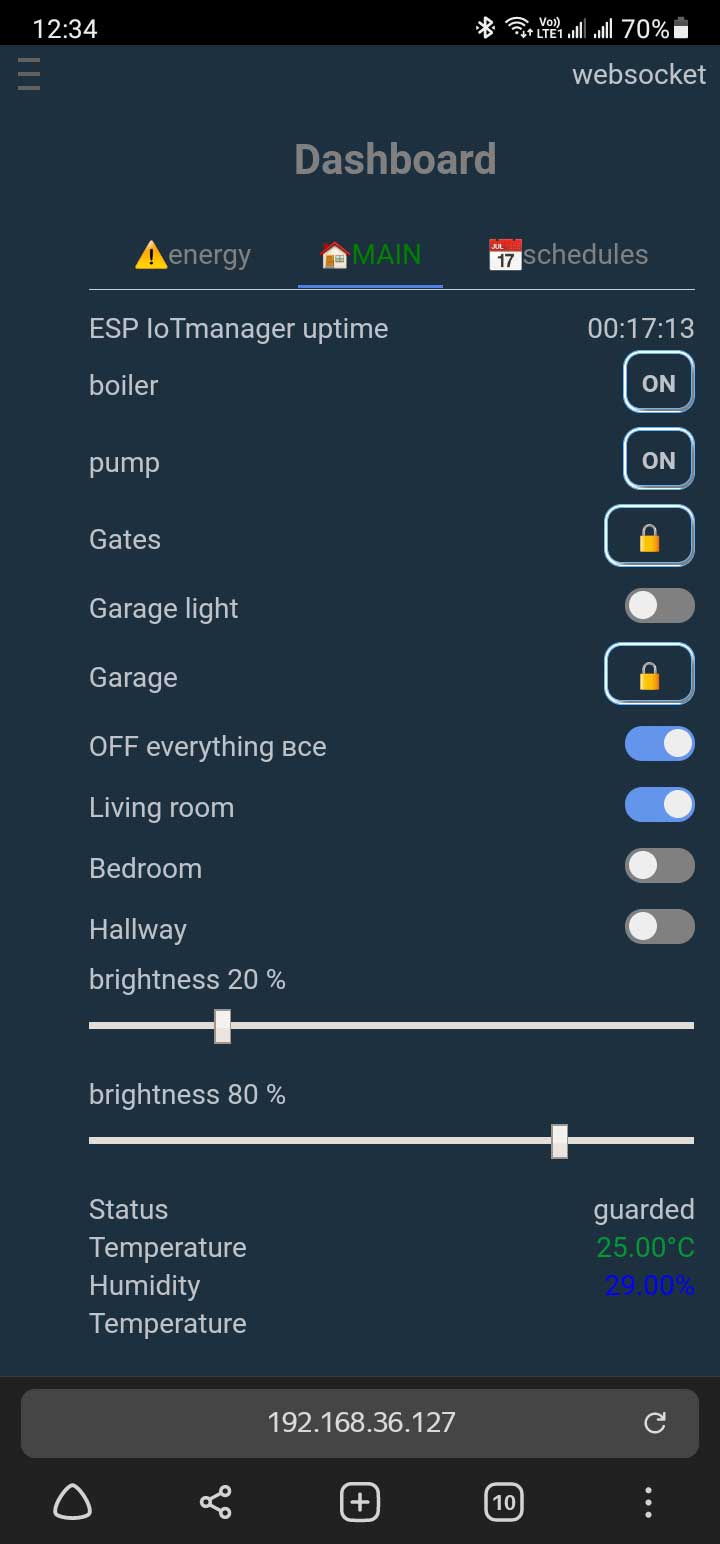 12:34 Vo)) LTE1 70%
websocket
Dashboard
energy MAIN JUL 17 schedules
ESP IoTmanager uptime 00:17:13
boiler ON
pump ON
Gates
Garage light
Garage
OFF everything все
Living room
Bedroom
Hallway
brightness 20 %
brightness 80 %
Status guarded
Temperature 25.00°C
Humidity 29.00%
Temperature
192.168.36.127
10